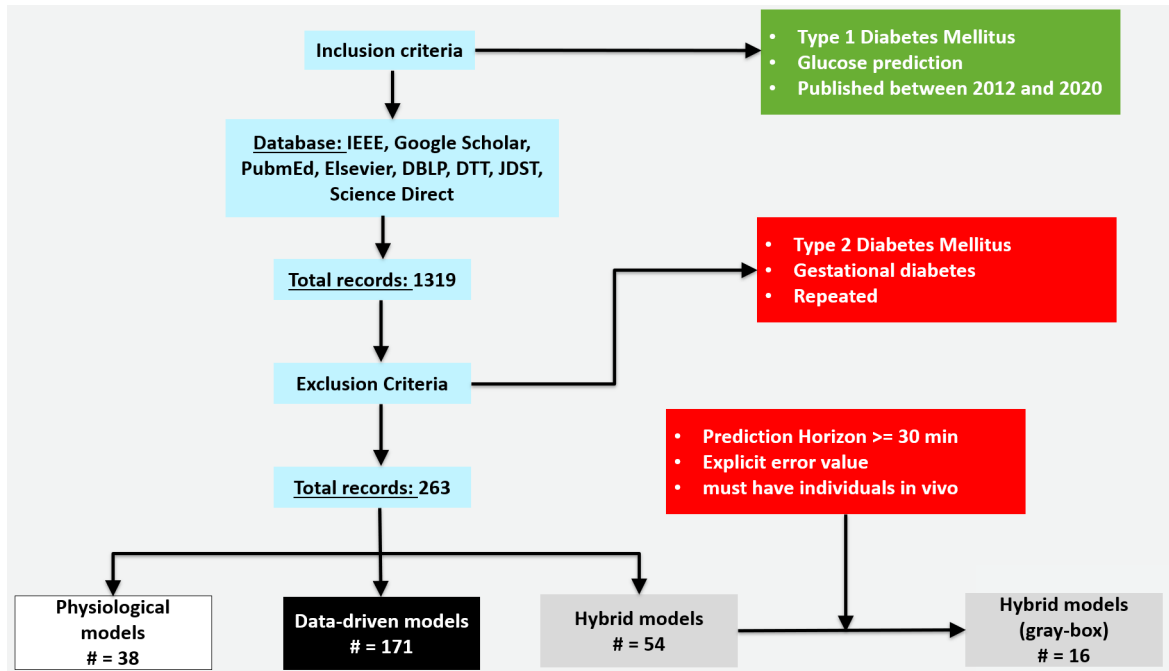 Inclusion criteria
• Type 1 Diabetes Mellitus
• Glucose prediction
• Published between 2012 and 2020
Database: IEEE, Google Scholar,
PubmEd, Elsevier, DBLP, DTT, JDST,
Science Direct
• Type 2 Diabetes Mellitus
• Gestational diabetes
• Repeated
Total records: 1319
Exclusion Criteria
• Prediction Horizon >= 30 min
• Explicit error value
• must have individuals in vivo
Total records: 263
Physiological
models
# = 38
Data-driven models
# = 171
Hybrid models
# = 54
Hybrid models
(gray-box)
# = 16